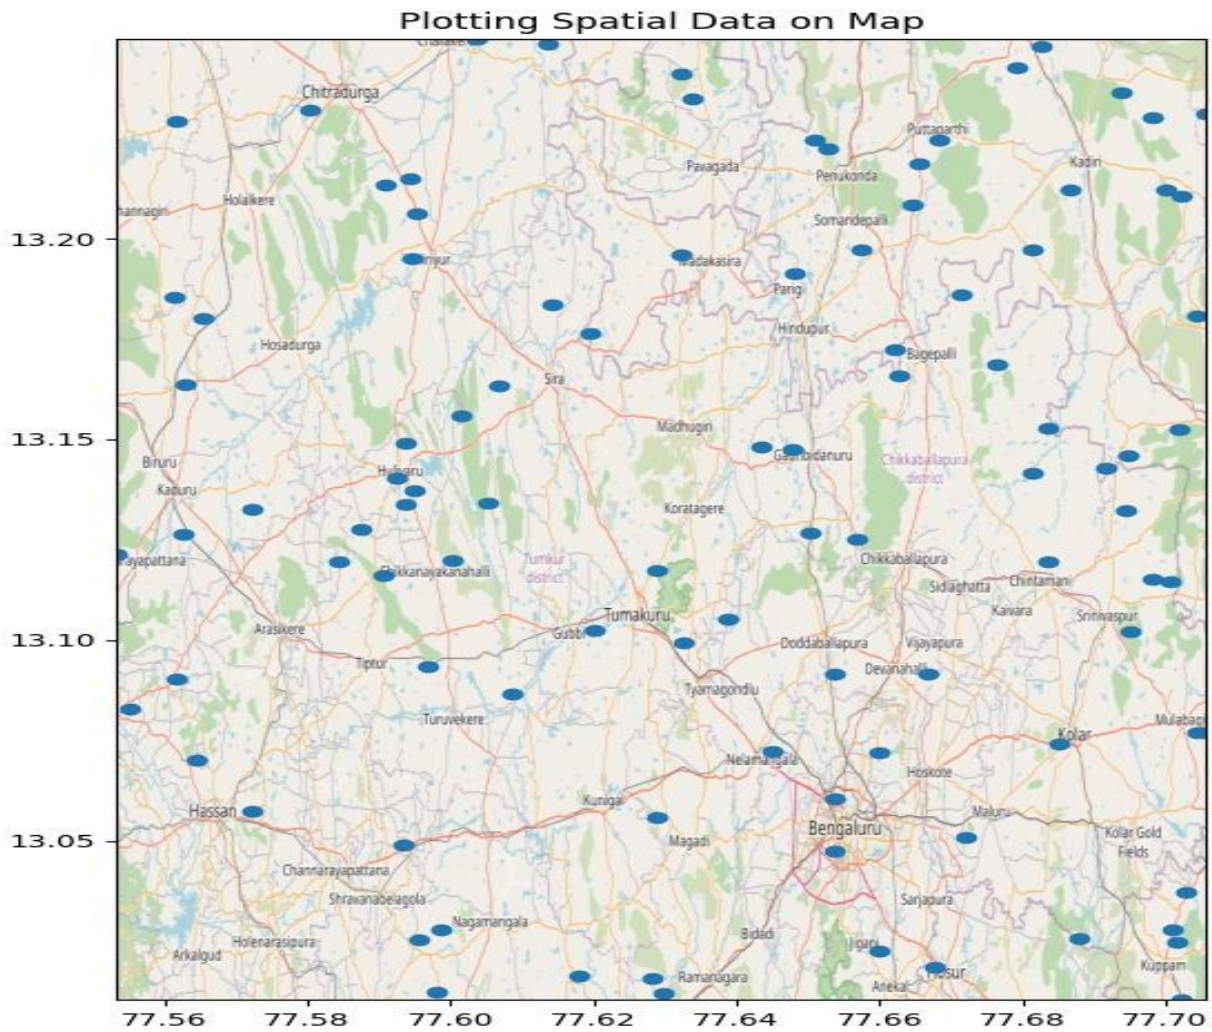 Plotting Spatial Data on Map
Chitradurga
Puttaparthi
Pavagada
Kadiri
Penukonda
Holalkere
hannagiri
Somandepalli
13.20
Madakasira
Parigi
Hindupur
Hosadurga
Bagepalli
Sira
Madhugiri
13.15
Gauribidanuru
Biruru
Chikkaballapura
district
Huliyaru
Kaduru
Koratagere
rayapattana
Chikkaballapura
Tumkur
district
Chikkanayakanahalli
Chintamani
Sidlaghatta
Kaivara
Srinivaspur
Tumakuru
Arasikere
Gubbi
13.10
Doddaballapura
Vijayapura
Tiptur
Devanahalli
Tyamagondlu
Turuvekere
Mulabag
Kolar
Nelamangala
Hoskote
Kunigal
Hassan
Maluru
Bengaluru
Kolar Gold
Fields
13.05
Magadi
Channarayapattana
Shravanabelagola
Sarjapura
Nagamangala
Bidadi
Holenarasipura
Jigani
Arkalgud
Kuppam
Hosur
Ramanagara
Anekal
77.56 77.58 77.60 77.62 77.64 77.66 77.68 77.70